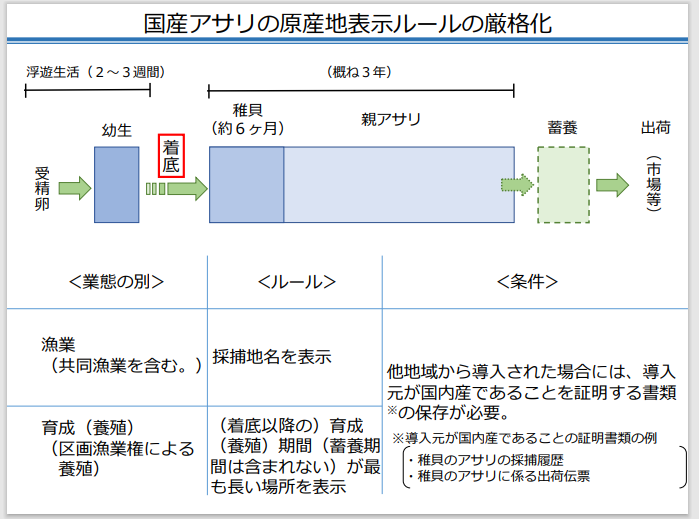 国産アサリの原産地表示ルールの厳格化
浮遊生活（２～３週間）
（概ね３年）
幼生
着底
稚貝
（約６ヶ月）
親アサリ
蓄養
出荷
（市場等）
受精卵
＜業態の別＞
＜ルール＞
＜条件＞
漁業
（共同漁業を含む。）
採捕地名を表示
育成（養殖）
（区画漁業権による
養殖）
（着底以降の）育成
（養殖）期間（蓄養期
間は含まれない）が最
も長い場所を表示
他地域から導入された場合には、導入
元が国内産であることを証明する書類
※の保存が必要。
※導入元が国内産であることの証明書類の例
・稚貝のアサリの採捕履歴
・稚貝のアサリに係る出荷伝票